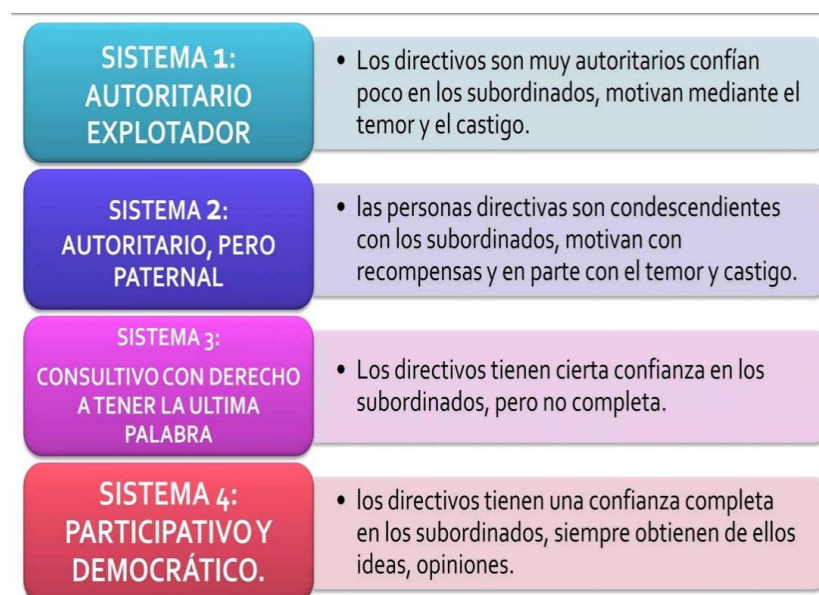 SISTEMA 1:
AUTORITARIO
EXPLOTADOR
• Los directivos son muy autoritarios confían
poco en los subordinados, motivan mediante el
temor y el castigo.
SISTEMA 2:
AUTORITARIO, PERO
PATERNAL
• las personas directivas son condescendientes
con los subordinados, motivan con
recompensas y en parte con el temor y castigo.
SISTEMA 3:
CONSULTIVO CON DERECHO
A TENER LA ULTIMA
PALABRA
• Los directivos tienen cierta confianza en los
subordinados, pero no completa.
SISTEMA 4:
PARTICIPATIVO Y
DEMOCRÁTICO.
• los directivos tienen una confianza completa
en los subordinados, siempre obtienen de ellos
ideas, opiniones.